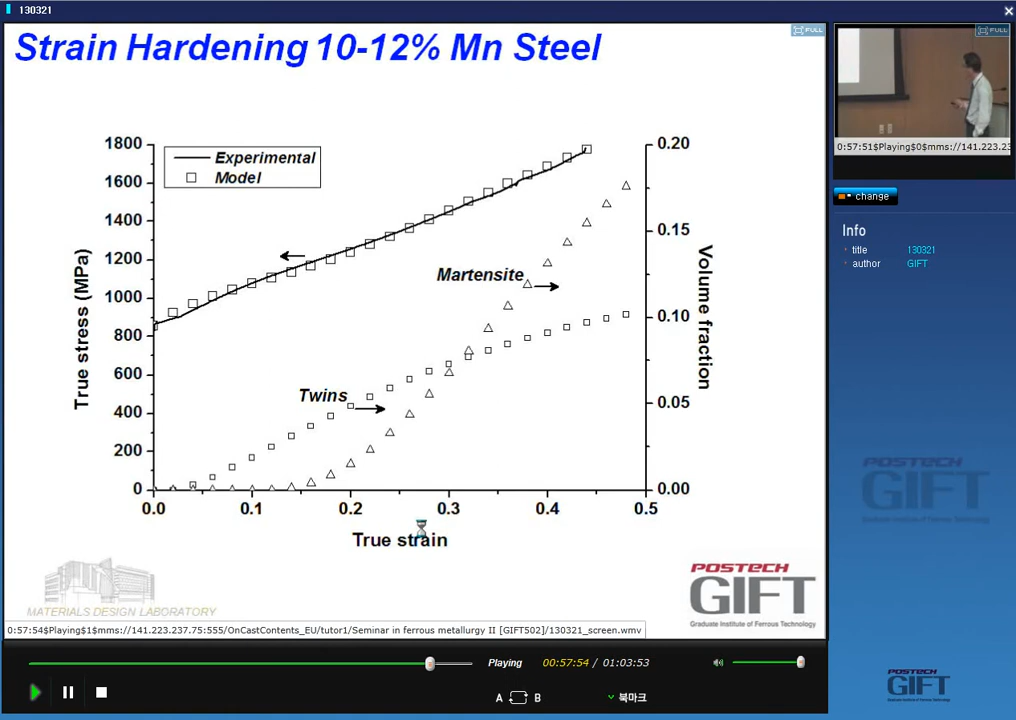 130321
Strain Hardening 10-12% Mn Steel
FULL
FULL
1800
1600
1400
1200
1000
800
600
400
200
0
True stress (MPa)
Experimental
Model
Martensite
Twins
0.20
0.15
0.10
0.05
0.00
Volume fraction
0.0 0.1 0.2 0.3 0.4 0.5
True strain
MATERIALS DESIGN LABORATORY
POSTECH
GIFT
Graduate Institute of Ferrous Technology
0:57:54$Playing$1$mms://141.223.237.75:555/OnCastContents_EU/tutor1/Seminar in ferrous metallurgy II [GIFT502]/130321_screen.wmv
Playing 00:57:54 / 01:03:53
A B 북마크
0:57:51$Playing$0$mms://141.223.23
change
Info
title 130321
author GIFT
POSTECH
GIFT
Graduate Institute of Ferrous Technology
POSTECH
GIFT